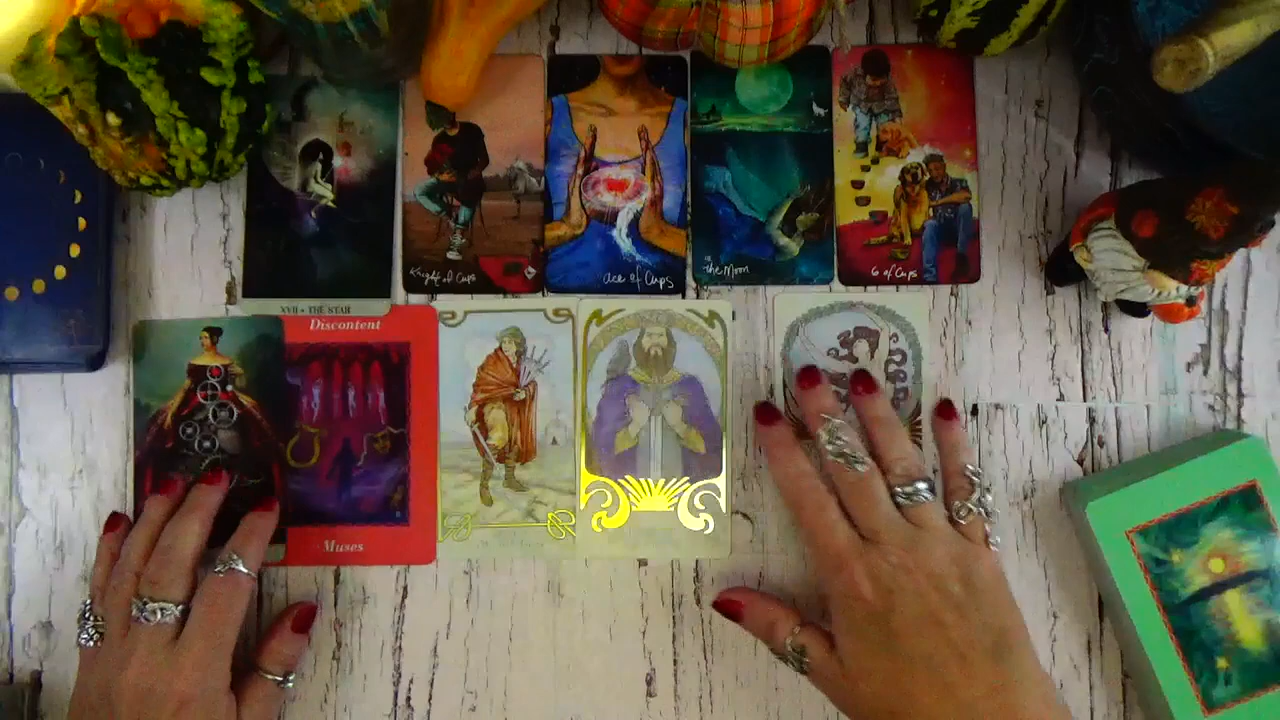 Knight of Cups
ace of Cups
the Moon
6 of Cups
XVII • THE STAR
Discontent
Muses